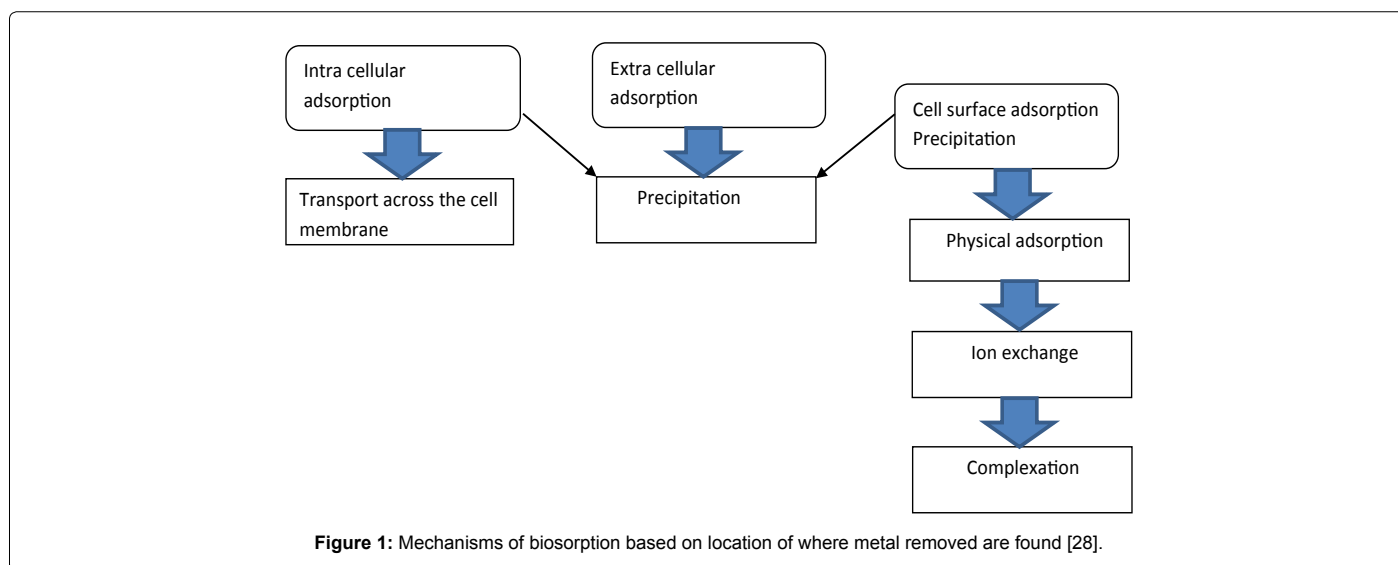 Intra cellular
adsorption
Extra cellular
adsorption
Cell surface adsorption
Precipitation
Transport across the cell
membrane
Precipitation
Physical adsorption
Ion exchange
Complexation
Figure 1: Mechanisms of biosorption based on location of where metal removed are found [28].